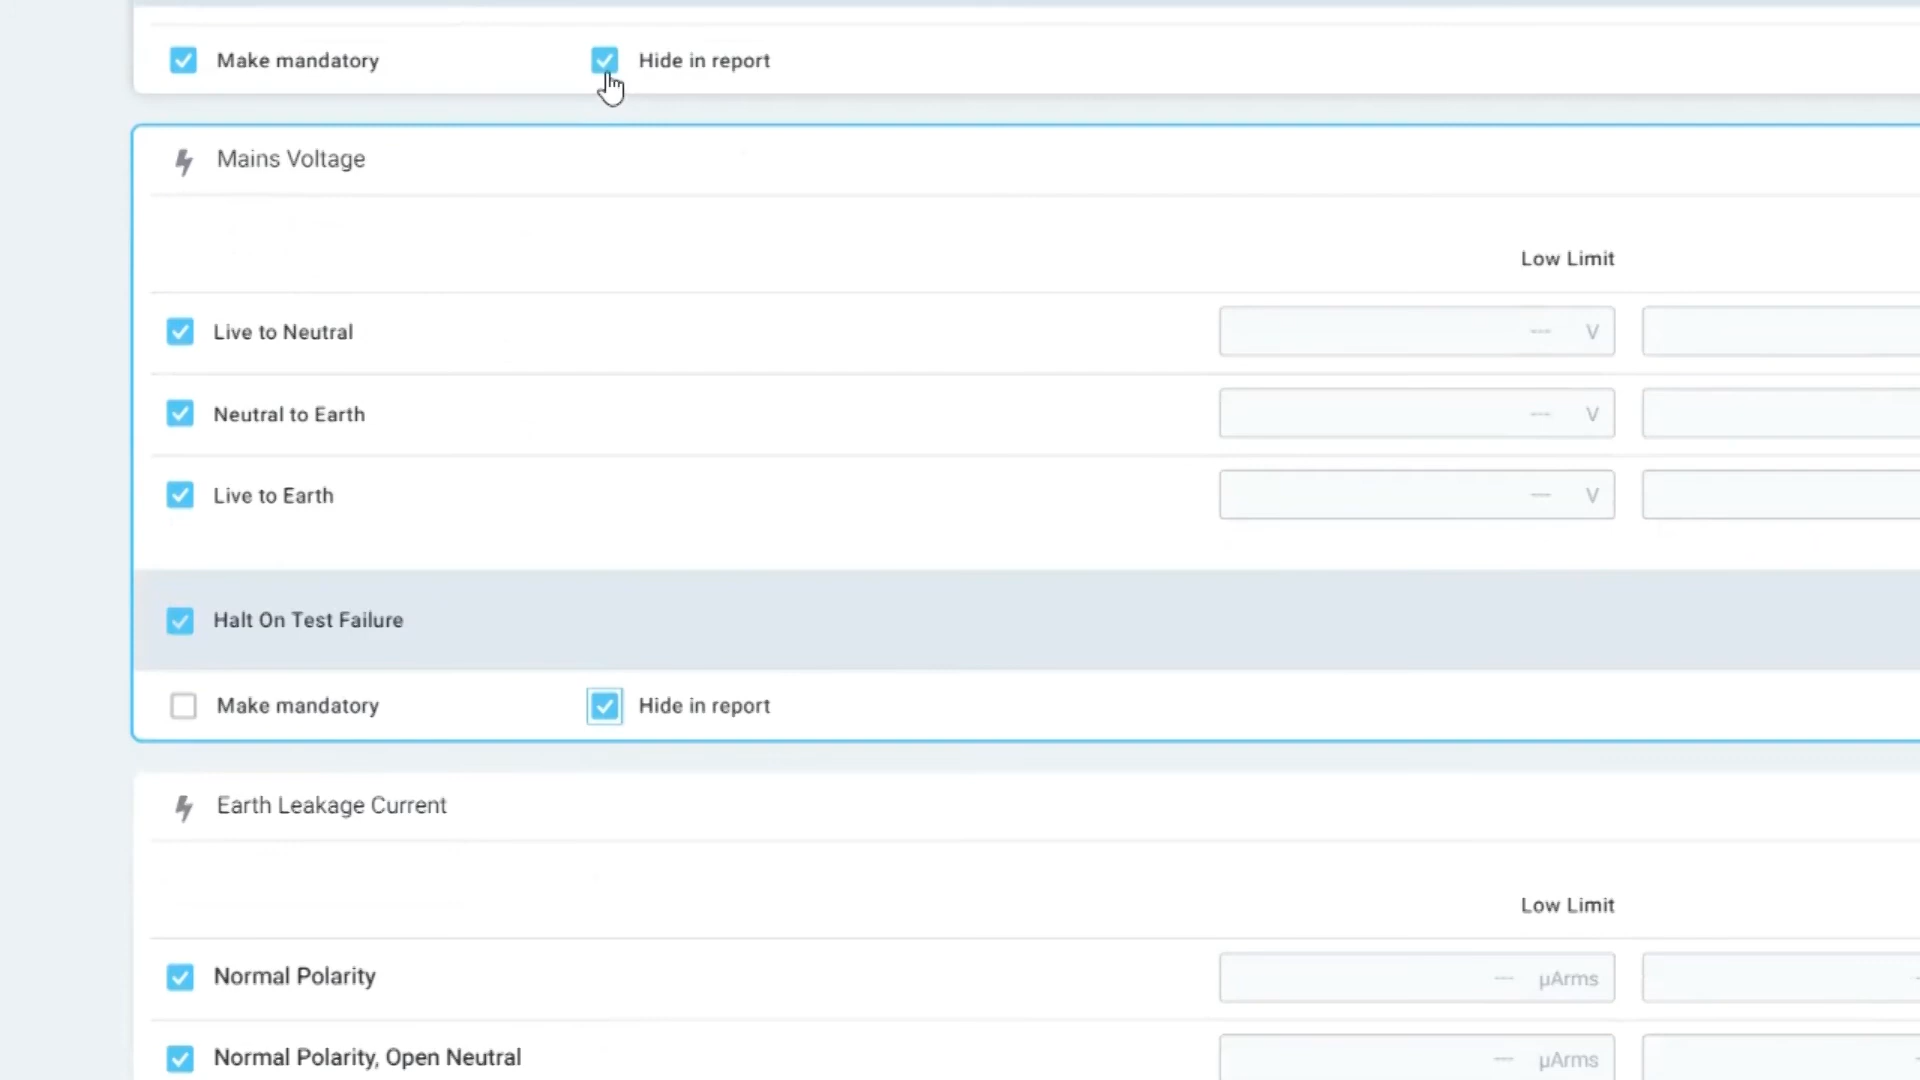 Make mandatory Hide in report
Mains Voltage
Low Limit
Live to Neutral --- V
Neutral to Earth --- V
Live to Earth --- V
Halt On Test Failure
Make mandatory Hide in report
Earth Leakage Current
Low Limit
Normal Polarity --- µArms
Normal Polarity, Open Neutral --- µArms